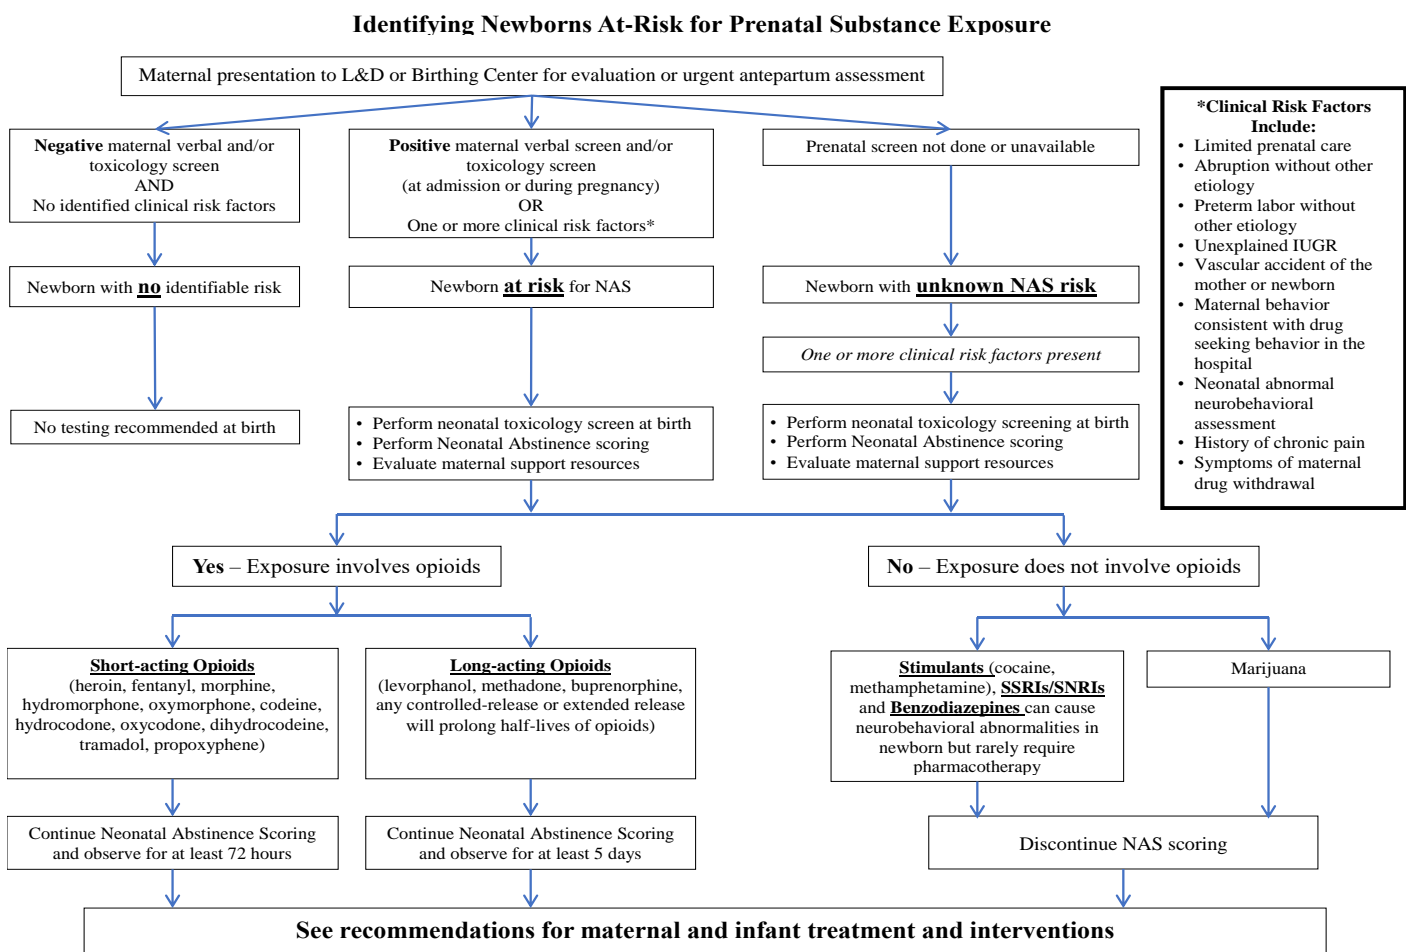 Identifying Newborns At-Risk for Prenatal Substance Exposure
Maternal presentation to L&D or Birthing Center for evaluation or urgent antepartum assessment
Negative maternal verbal and/or
toxicology screen
AND
No identified clinical risk factors
Positive maternal verbal screen and/or
toxicology screen
(at admission or during pregnancy)
OR
One or more clinical risk factors*
Prenatal screen not done or unavailable
*Clinical Risk Factors
Include:
• Limited prenatal care
• Abruption without other
etiology
• Preterm labor without
other etiology
• Unexplained IUGR
• Vascular accident of the
mother or newborn
• Maternal behavior
consistent with drug
seeking behavior in the
hospital
• Neonatal abnormal
neurobehavioral
assessment
• History of chronic pain
• Symptoms of maternal
drug withdrawal
Newborn with no identifiable risk
Newborn at risk for NAS
Newborn with unknown NAS risk
One or more clinical risk factors present
No testing recommended at birth
• Perform neonatal toxicology screen at birth
• Perform Neonatal Abstinence scoring
• Evaluate maternal support resources
• Perform neonatal toxicology screening at birth
• Perform Neonatal Abstinence scoring
• Evaluate maternal support resources
Yes – Exposure involves opioids
No – Exposure does not involve opioids
Short-acting Opioids
(heroin, fentanyl, morphine,
hydromorphone, oxymorphone, codeine,
hydrocodone, oxycodone, dihydrocodeine,
tramadol, propoxyphene)
Long-acting Opioids
(levorphanol, methadone, buprenorphine,
any controlled-release or extended release
will prolong half-lives of opioids)
Stimulants (cocaine,
methamphetamine), SSRIs/SNRIs
and Benzodiazepines can cause
neurobehavioral abnormalities in
newborn but rarely require
pharmacotherapy
Marijuana
Continue Neonatal Abstinence Scoring
and observe for at least 72 hours
Continue Neonatal Abstinence Scoring
and observe for at least 5 days
Discontinue NAS scoring
See recommendations for maternal and infant treatment and interventions